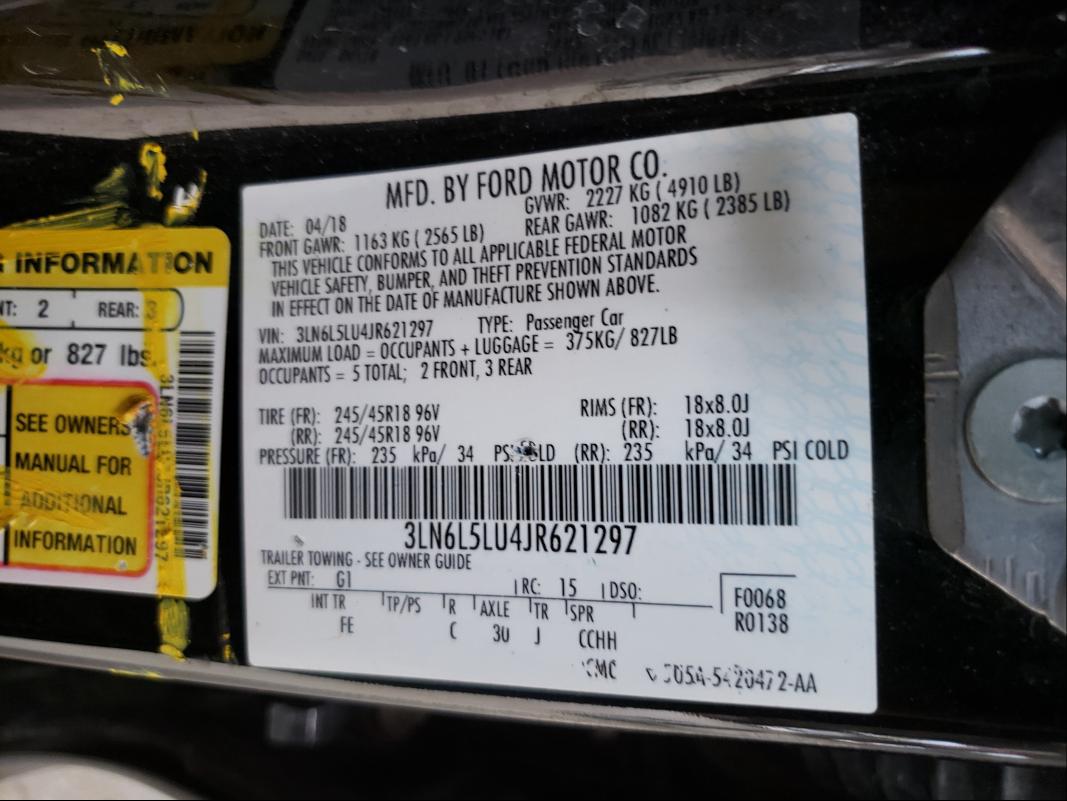 INFORMATION
NT: 2 REAR: 3
kg or 827 lbs.
SEE OWNERS
MANUAL FOR
ADDITIONAL
INFORMATION
MFD. BY FORD MOTOR CO.
DATE: 04/18 GVWR: 2227 KG ( 4910 LB)
FRONT GAWR: 1163 KG ( 2565 LB) REAR GAWR: 1082 KG ( 2385 LB)
THIS VEHICLE CONFORMS TO ALL APPLICABLE FEDERAL MOTOR
VEHICLE SAFETY, BUMPER, AND THEFT PREVENTION STANDARDS
IN EFFECT ON THE DATE OF MANUFACTURE SHOWN ABOVE.
VIN: 3LN6L5LU4JR621297 TYPE: Passenger Car
MAXIMUM LOAD = OCCUPANTS + LUGGAGE = 375KG/ 827LB
OCCUPANTS = 5 TOTAL; 2 FRONT, 3 REAR
TIRE (FR): 245/45R18 96V RIMS (FR): 18x8.0J
(RR): 245/45R18 96V (RR): 18x8.0J
PRESSURE (FR): 235 kPa/ 34 PSI COLD (RR): 235 kPa/ 34 PSI COLD
3LN6L5LU4JR621297
TRAILER TOWING - SEE OWNER GUIDE
EXT PNT: G1 RC: 15 DSO:
INT TR TP/PS R AXLE TR SPR
FE C 3U J CCHH
F0068
R0138